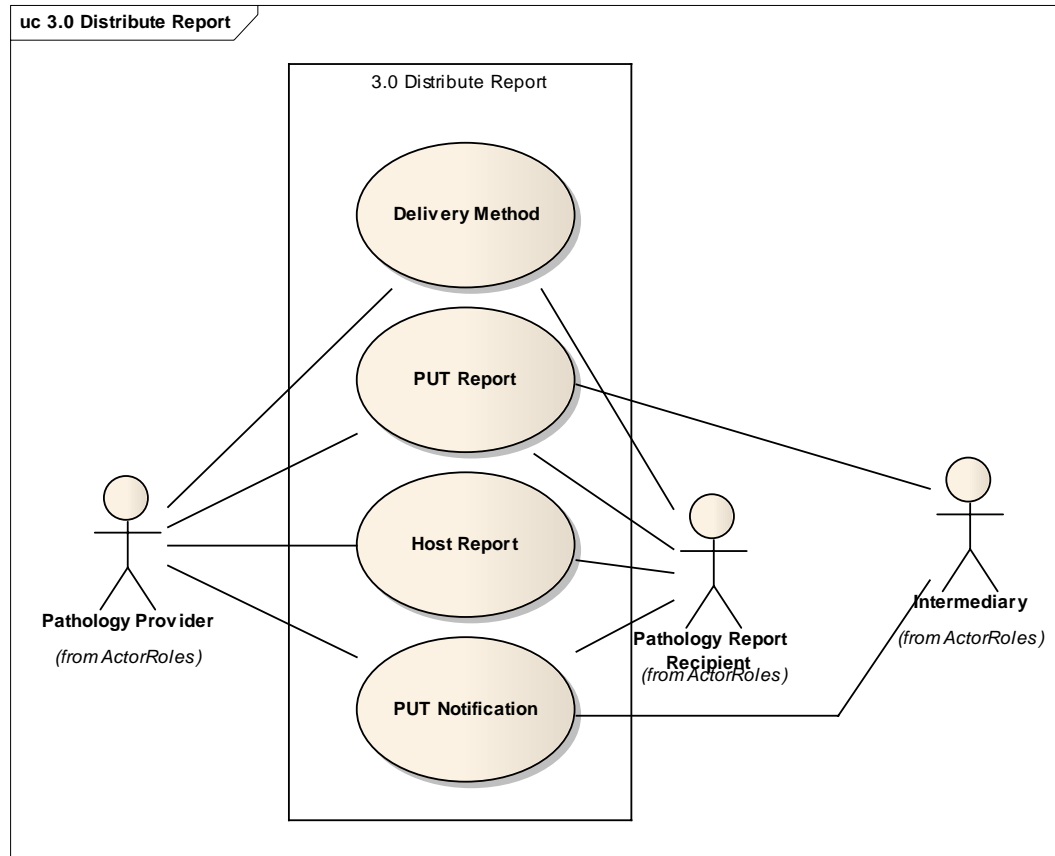 uc 3.0 Distribute Report
3.0 Distribute Report
Delivery Method
PUT Report
Host Report
PUT Notification
Pathology Provider
(from ActorRoles)
Pathology Report
Recipient
(from ActorRoles)
Intermediary
(from ActorRoles)